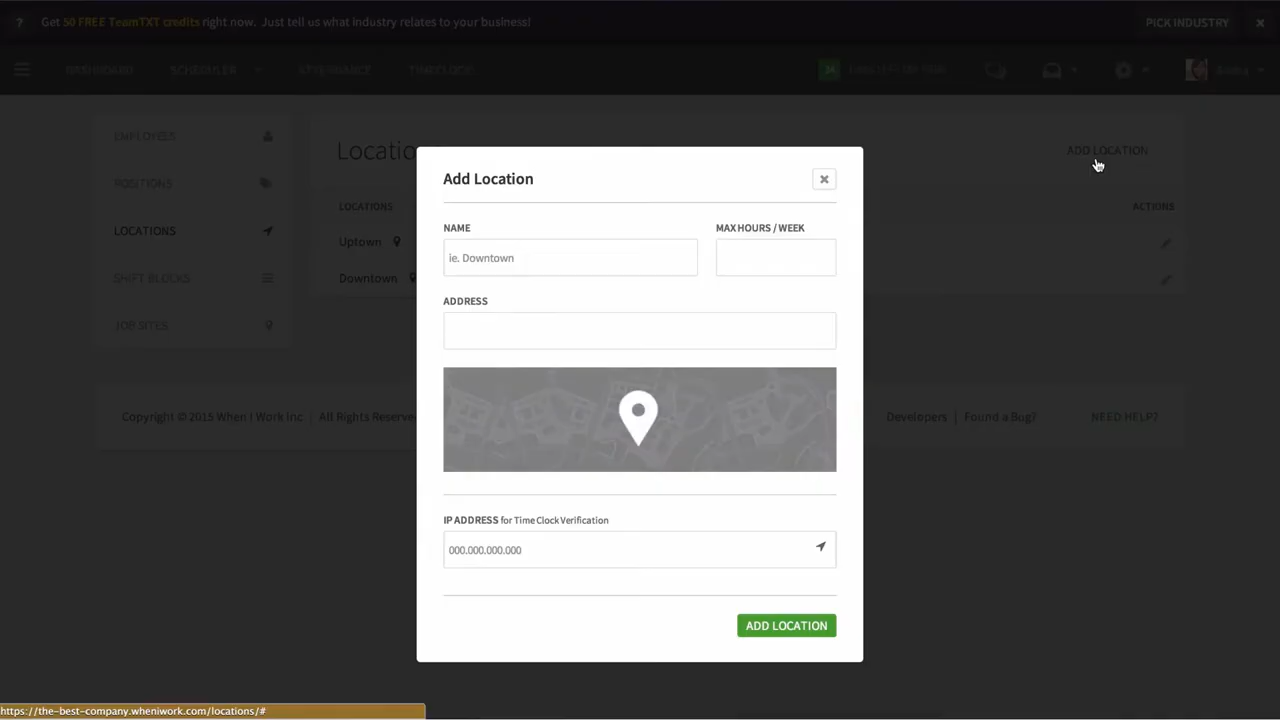 ? Get 50 FREE TeamTXT credits right now. Just tell us what industry relates to your business! PICK INDUSTRY ×
DASHBOARD SCHEDULER ATTENDANCE TIMECLOCK
EMPLOYEES
POSITIONS
LOCATIONS
SHIFT BLOCKS
JOB SITES
Locatio
ADD LOCATION
LOCATIONS ACTIONS
Uptown
Downtown
Add Location
NAME MAX HOURS / WEEK
ie. Downtown
ADDRESS
IP ADDRESS for Time Clock Verification
000.000.000.000
ADD LOCATION
Copyright © 2015 When I Work Inc | All Rights Reserve Developers | Found a Bug? NEED HELP?
https://the-best-company.wheniwork.com/locations/#